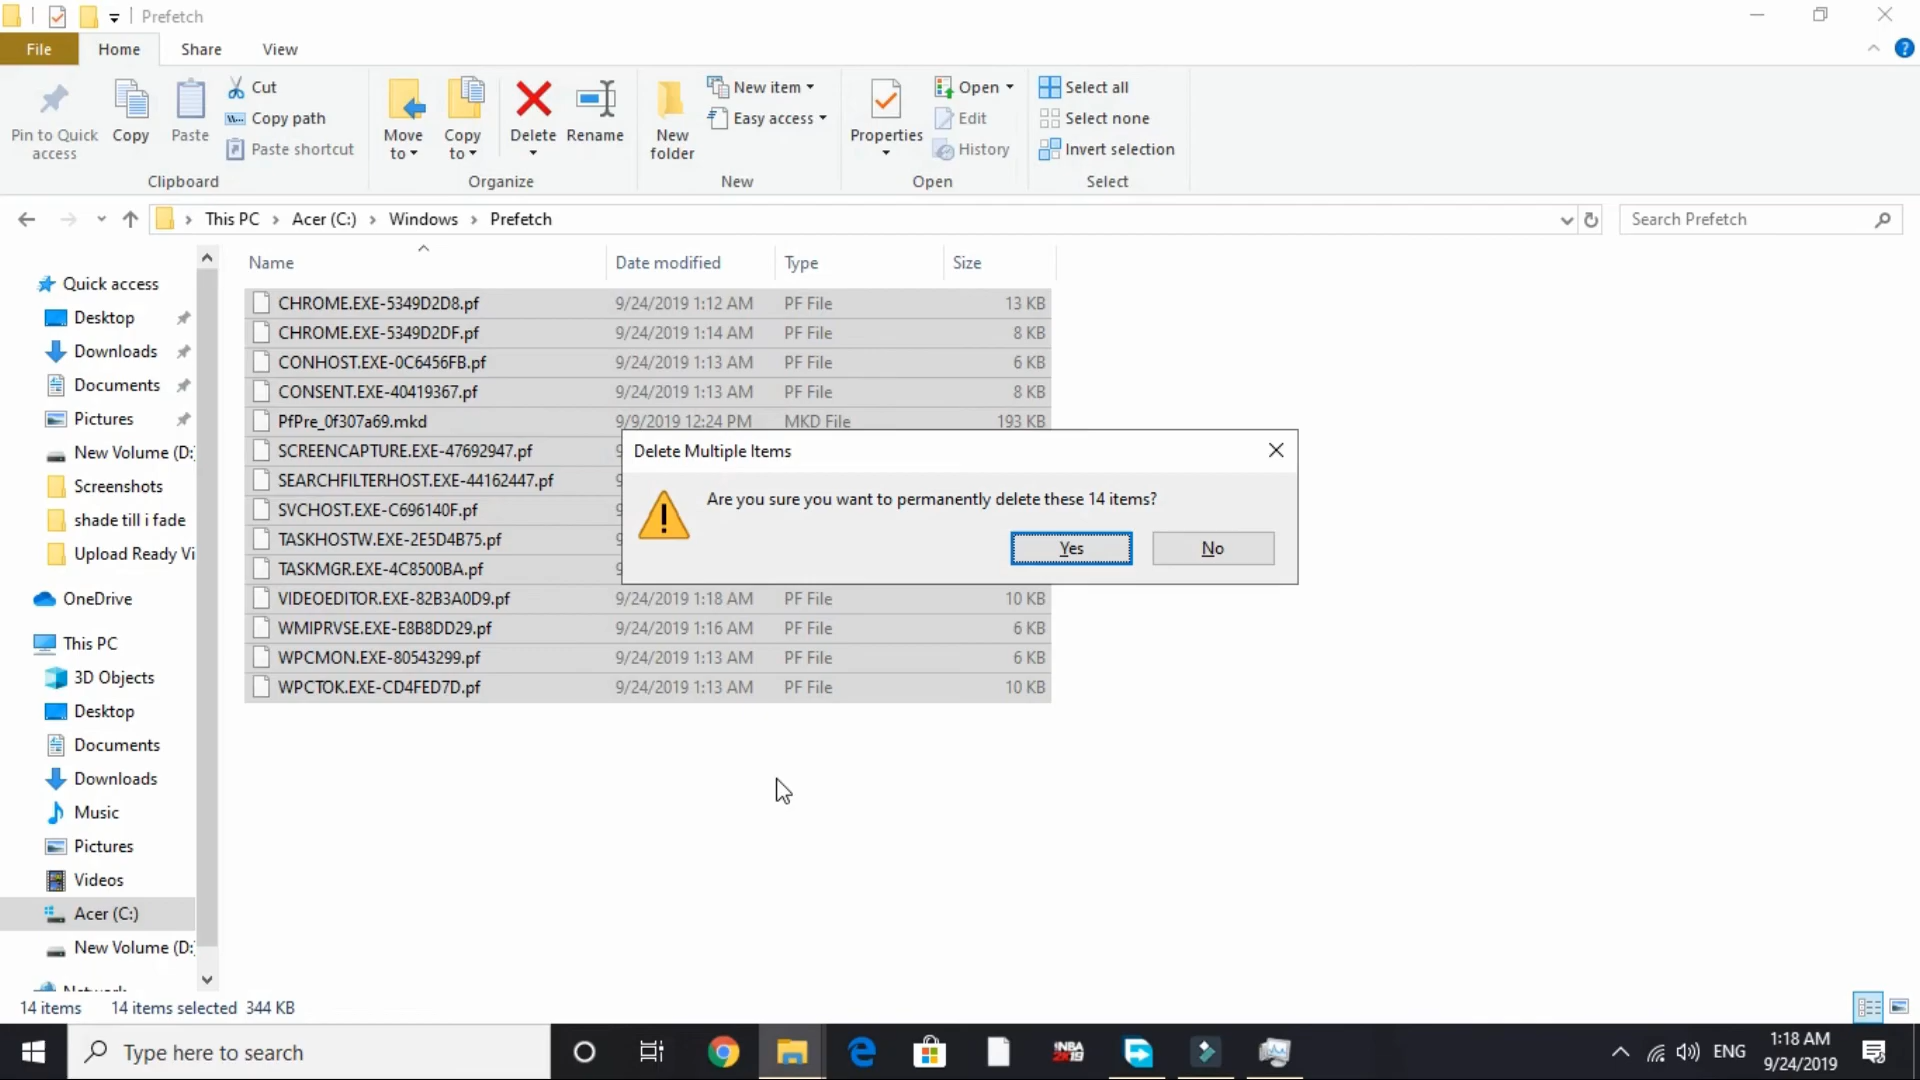 Prefetch
File Home Share View
Pin to Quick access
Copy
Paste
Cut
Copy path
Paste shortcut
Clipboard
Move to
Copy to
Delete
Rename
Organize
New folder
New item
Easy access
New
Properties
Open
Edit
History
Open
Select all
Select none
Invert selection
Select
This PC Acer (C:) Windows Prefetch
Search Prefetch
Name Date modified Type Size
CHROME.EXE-5349D2D8.pf 9/24/2019 1:12 AM PF File 13 KB
CHROME.EXE-5349D2DF.pf 9/24/2019 1:14 AM PF File 8 KB
CONHOST.EXE-0C6456FB.pf 9/24/2019 1:13 AM PF File 6 KB
CONSENT.EXE-40419367.pf 9/24/2019 1:13 AM PF File 8 KB
PfPre_0f307a69.mkd 9/9/2019 12:24 PM MKD File 193 KB
SCREENCAPTURE.EXE-47692947.pf
SEARCHFILTERHOST.EXE-44162447.pf
SVCHOST.EXE-C696140F.pf
TASKHOSTW.EXE-2E5D4B75.pf
TASKMGR.EXE-4C8500BA.pf
VIDEOEDITOR.EXE-82B3A0D9.pf 9/24/2019 1:18 AM PF File 10 KB
WMIPRVSE.EXE-E8B8DD29.pf 9/24/2019 1:16 AM PF File 6 KB
WPCMON.EXE-80543299.pf 9/24/2019 1:13 AM PF File 6 KB
WPCTOK.EXE-CD4FED7D.pf 9/24/2019 1:13 AM PF File 10 KB
Delete Multiple Items
Are you sure you want to permanently delete these 14 items?
Yes No
Quick access
Desktop
Downloads
Documents
Pictures
New Volume (D:
Screenshots
shade till i fade
Upload Ready Vi
OneDrive
This PC
3D Objects
Desktop
Documents
Downloads
Music
Pictures
Videos
Acer (C:)
New Volume (D:
Network
14 items 14 items selected 344 KB
Type here to search
NBA
2K19
ENG
1:18 AM
9/24/2019